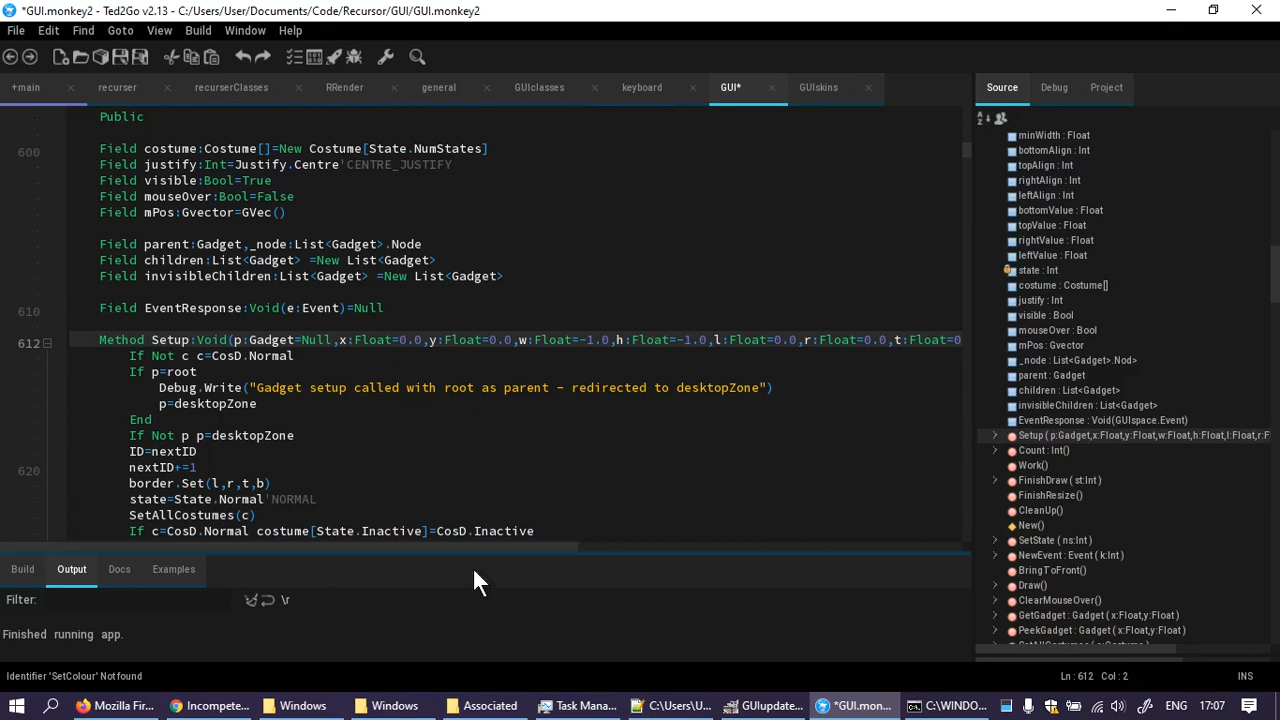 *GUI.monkey2 - Ted2Go v2.13 - C:/Users/User/Documents/Code/Recursor/GUI/GUI.monkey2
File Edit Find Goto View Build Window Help
+main recurser recurserClasses RRender general GUIclasses keyboard GUI* GUIskins Source Debug Project
Public
600 Field costume:Costume[]=New Costume[State.NumStates]
Field justify:Int=Justify.Centre'CENTRE_JUSTIFY
Field visible:Bool=True
Field mouseOver:Bool=False
Field mPos:Gvector=GVec()
Field parent:Gadget,_node:List<Gadget>.Node
Field children:List<Gadget> =New List<Gadget>
Field invisibleChildren:List<Gadget> =New List<Gadget>
610 Field EventResponse:Void(e:Event)=Null
612 Method Setup:Void(p:Gadget=Null,x:Float=0.0,y:Float=0.0,w:Float=-1.0,h:Float=-1.0,l:Float=0.0,r:Float=0.0,t:Float=0
If Not c c=CosD.Normal
If p=root
Debug.Write("Gadget setup called with root as parent - redirected to desktopZone")
p=desktopZone
End
If Not p p=desktopZone
ID=nextID
620 nextID+=1
border.Set(l,r,t,b)
state=State.Normal'NORMAL
SetAllCostumes(c)
If c=CosD.Normal costume[State.Inactive]=CosD.Inactive
minWidth : Float
bottomAlign : Int
topAlign : Int
rightAlign : Int
leftAlign : Int
bottomValue : Float
topValue : Float
rightValue : Float
leftValue : Float
state : Int
costume : Costume[]
justify : Int
visible : Bool
mouseOver : Bool
mPos : Gvector
_node : List<Gadget>.Nod>
parent : Gadget
children : List<Gadget>
invisibleChildren : List<Gadget>
EventResponse : Void(GUIspace.Event)
Setup ( p:Gadget,x:Float,y:Float,w:Float,h:Float,l:Float,r:F
Count : Int()
Work()
FinishDraw ( st:Int )
FinishResize()
CleanUp()
New()
SetState ( ns:Int )
NewEvent : Event ( k:Int )
BringToFront()
Draw()
ClearMouseOver()
GetGadget : Gadget ( x:Float,y:Float )
PeekGadget : Gadget ( x:Float,y:Float )
Build Output Docs Examples
Filter: \r
Finished running app.
Identifier 'SetColour' Not found Ln : 612 Col : 2 INS
Mozilla Fir... Incompete... Windows Windows Associated Task Mana... C:\Users\U... GUIupdate... *GUI.mon... C:\WINDO... ENG 17:07